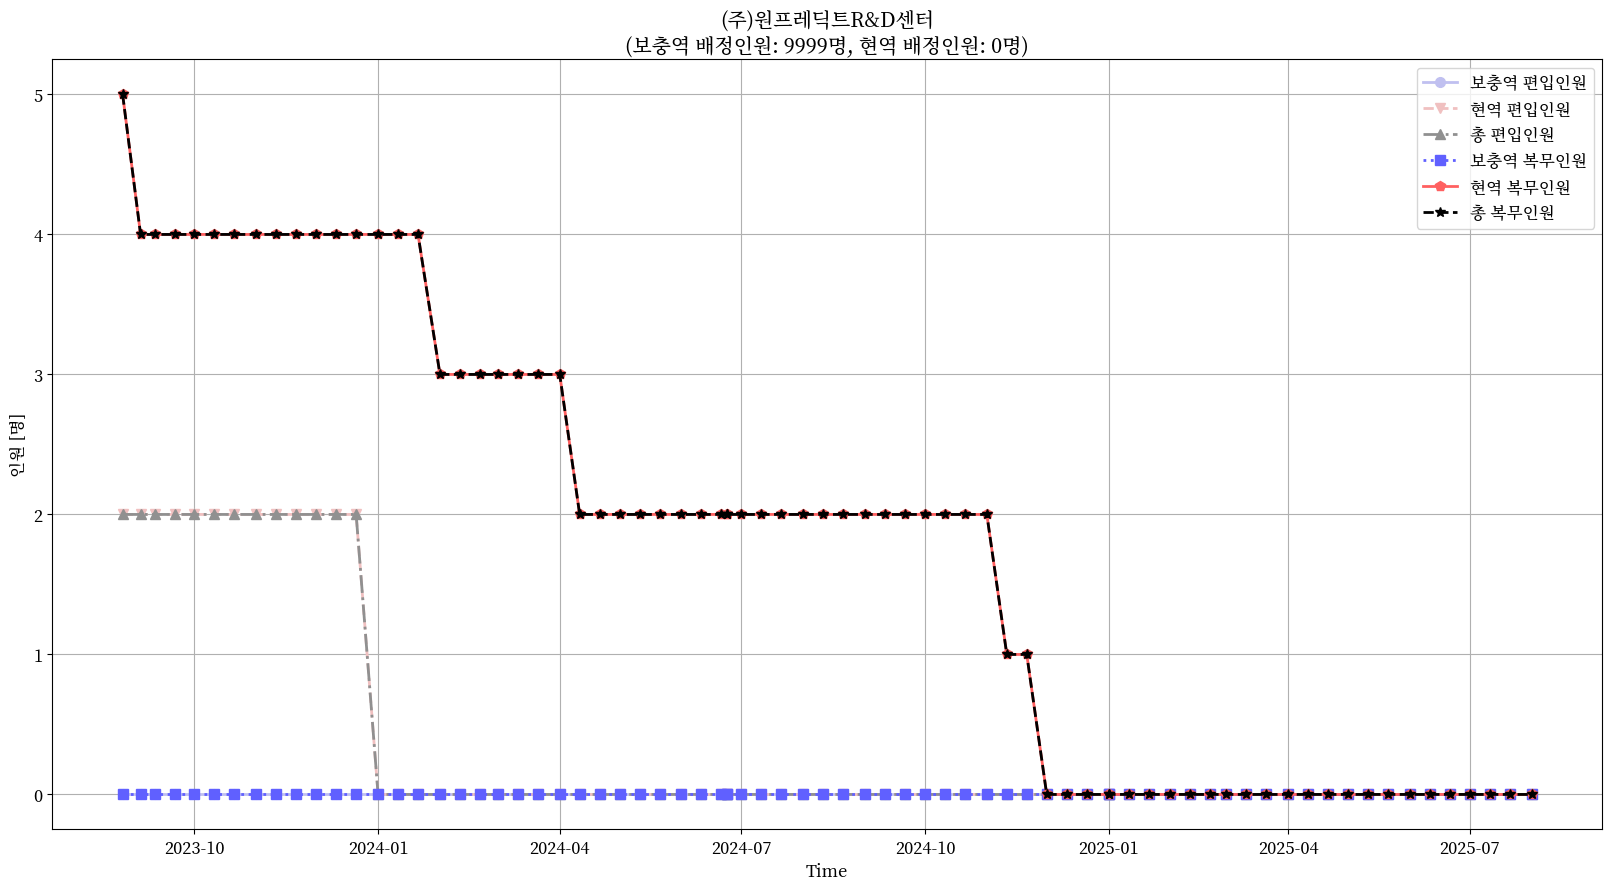 (주)원프레딕트R&D센터
(보충역 배정인원: 9999명, 현역 배정인원: 0명)
보충역 편입인원
현역 편입인원
총 편입인원
보충역 복무인원
현역 복무인원
총 복무인원
인원 [명]
5
4
3
2
1
0
2023-10
2024-01
2024-04
2024-07
2024-10
2025-01
2025-04
2025-07
Time